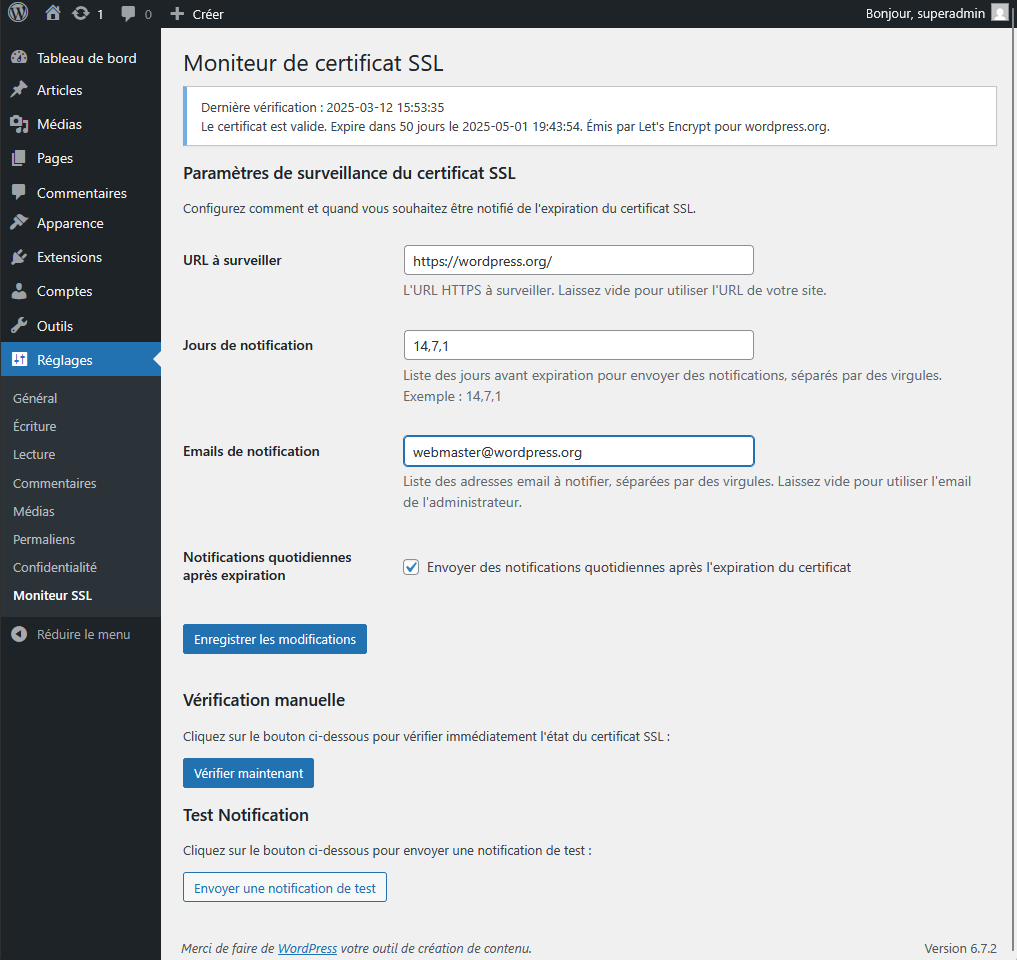 1 0 Créer Bonjour, superadmin
Tableau de bord
Articles
Médias
Pages
Commentaires
Apparence
Extensions
Comptes
Outils
Réglages
Général
Écriture
Lecture
Commentaires
Médias
Permaliens
Confidentialité
Moniteur SSL
Réduire le menu
Moniteur de certificat SSL
Dernière vérification : 2025-03-12 15:53:35
Le certificat est valide. Expire dans 50 jours le 2025-05-01 19:43:54. Émis par Let's Encrypt pour wordpress.org.
Paramètres de surveillance du certificat SSL
Configurez comment et quand vous souhaitez être notifié de l'expiration du certificat SSL.
URL à surveiller
https://wordpress.org/
L'URL HTTPS à surveiller. Laissez vide pour utiliser l'URL de votre site.
Jours de notification
14,7,1
Liste des jours avant expiration pour envoyer des notifications, séparés par des virgules.
Exemple : 14,7,1
Emails de notification
webmaster@wordpress.org
Liste des adresses email à notifier, séparées par des virgules. Laissez vide pour utiliser l'email
de l'administrateur.
Notifications quotidiennes
après expiration
Envoyer des notifications quotidiennes après l'expiration du certificat
Enregistrer les modifications
Vérification manuelle
Cliquez sur le bouton ci-dessous pour vérifier immédiatement l'état du certificat SSL :
Vérifier maintenant
Test Notification
Cliquez sur le bouton ci-dessous pour envoyer une notification de test :
Envoyer une notification de test
Merci de faire de WordPress votre outil de création de contenu.
Version 6.7.2